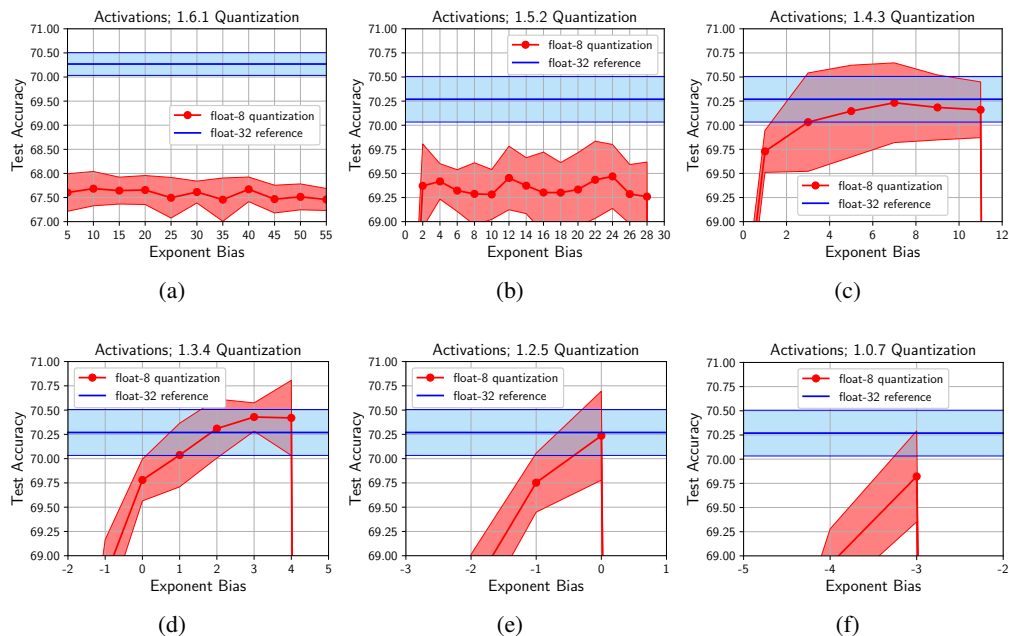 Activations; 1.6.1 Quantization
71.00
70.50
70.00
69.50
69.00
68.50
68.00
67.50
67.00
Test Accuracy
float-8 quantization
float-32 reference
5 10 15 20 25 30 35 40 45 50 55
Exponent Bias
(a)
Activations; 1.5.2 Quantization
71.00
70.75
70.50
70.25
70.00
69.75
69.50
69.25
69.00
Test Accuracy
float-8 quantization
float-32 reference
0 2 4 6 8 10 12 14 16 18 20 22 24 26 28 30
Exponent Bias
(b)
Activations; 1.4.3 Quantization
71.00
70.75
70.50
70.25
70.00
69.75
69.50
69.25
69.00
Test Accuracy
float-8 quantization
float-32 reference
0 2 4 6 8 10 12
Exponent Bias
(c)
Activations; 1.3.4 Quantization
71.00
70.75
70.50
70.25
70.00
69.75
69.50
69.25
69.00
Test Accuracy
float-8 quantization
float-32 reference
-2 -1 0 1 2 3 4 5
Exponent Bias
(d)
Activations; 1.2.5 Quantization
71.00
70.75
70.50
70.25
70.00
69.75
69.50
69.25
69.00
Test Accuracy
float-8 quantization
float-32 reference
-3 -2 -1 0 1
Exponent Bias
(e)
Activations; 1.0.7 Quantization
71.00
70.75
70.50
70.25
70.00
69.75
69.50
69.25
69.00
Test Accuracy
float-8 quantization
float-32 reference
-5 -4 -3 -2
Exponent Bias
(f)